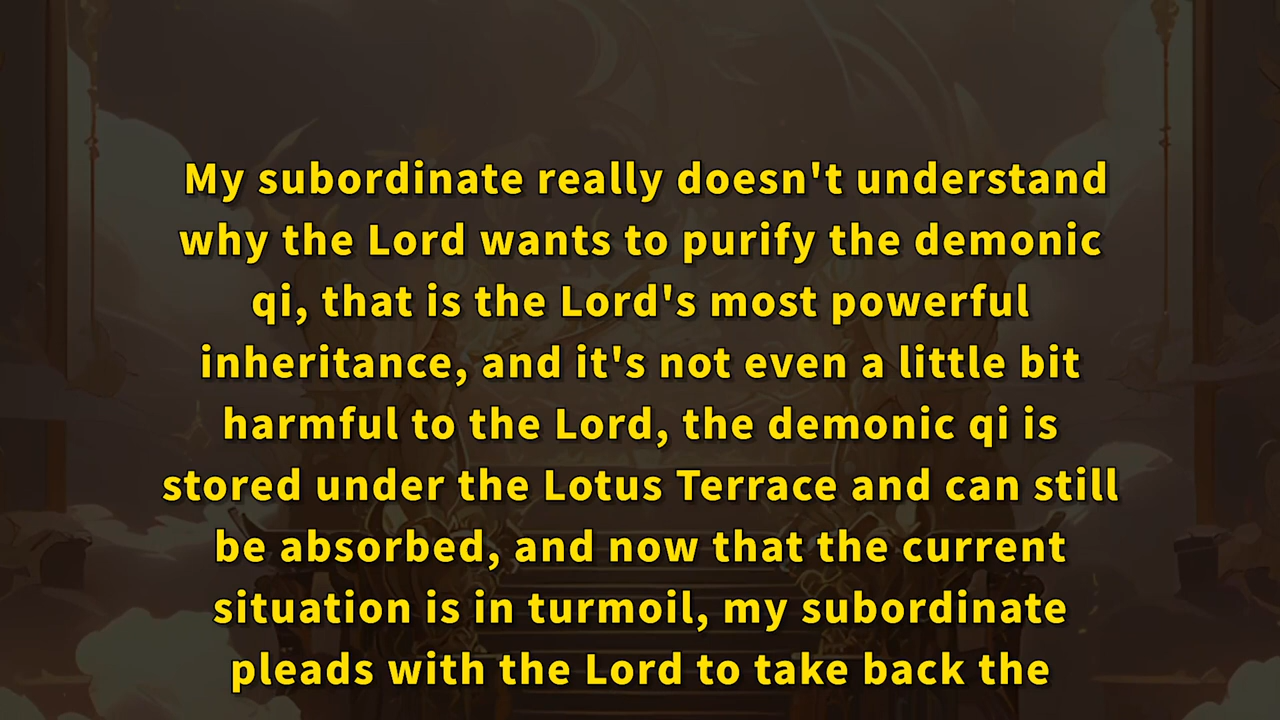 My subordinate really doesn't understand
why the Lord wants to purify the demonic
qi, that is the Lord's most powerful
inheritance, and it's not even a little bit
harmful to the Lord, the demonic qi is
stored under the Lotus Terrace and can still
be absorbed, and now that the current
situation is in turmoil, my subordinate
pleads with the Lord to take back the